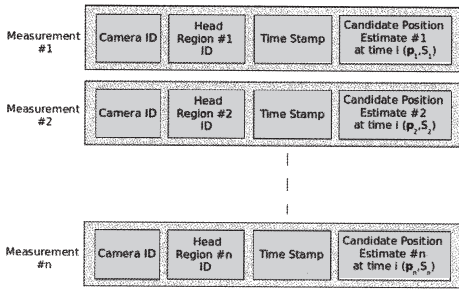 Measurement
#1
Camera ID
Head
Region #1
ID
Time Stamp
Candidate Position
Estimate #1
at time i (p₁,S₁)
Measurement
#2
Camera ID
Head
Region #2
ID
Time Stamp
Candidate Position
Estimate #2
at time i (p₂,S₂)
Measurement
#n
Camera ID
Head
Region #n
ID
Time Stamp
Candidate Position
Estimate #n
at time i (pₙ,Sₙ)